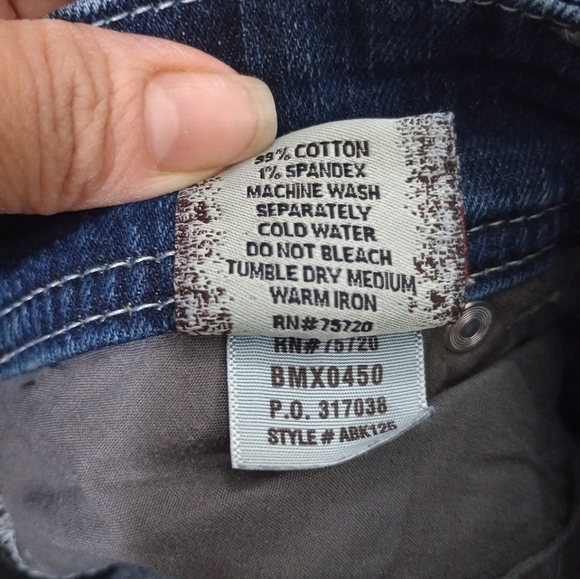 99% COTTON
1% SPANDEX
MACHINE WASH
SEPARATELY
COLD WATER
DO NOT BLEACH
TUMBLE DRY MEDIUM
WARM IRON
RN# 75720
RN# 75720
BMX0450
P.O. 317038
STYLE # ABK125